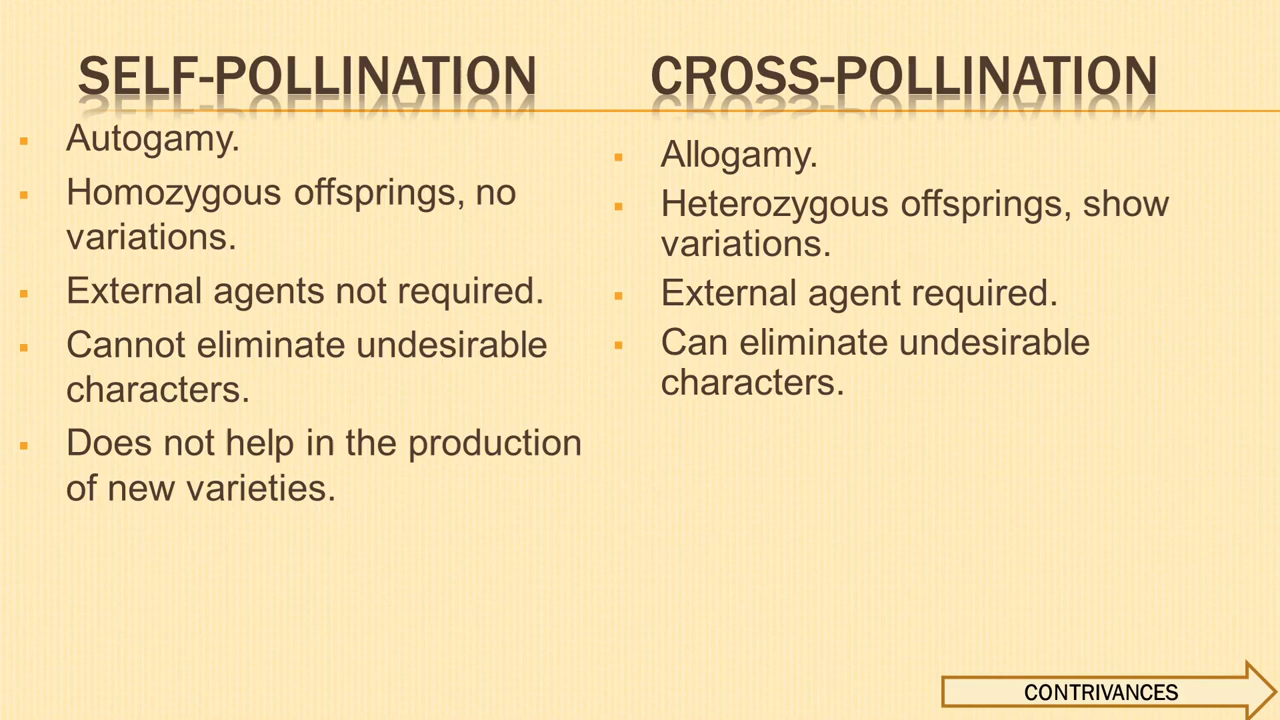 SELF-POLLINATION
Autogamy.
Homozygous offsprings, no
variations.
External agents not required.
Cannot eliminate undesirable
characters.
Does not help in the production
of new varieties.
CROSS-POLLINATION
Allogamy.
Heterozygous offsprings, show
variations.
External agent required.
Can eliminate undesirable
characters.
CONTRIVANCES